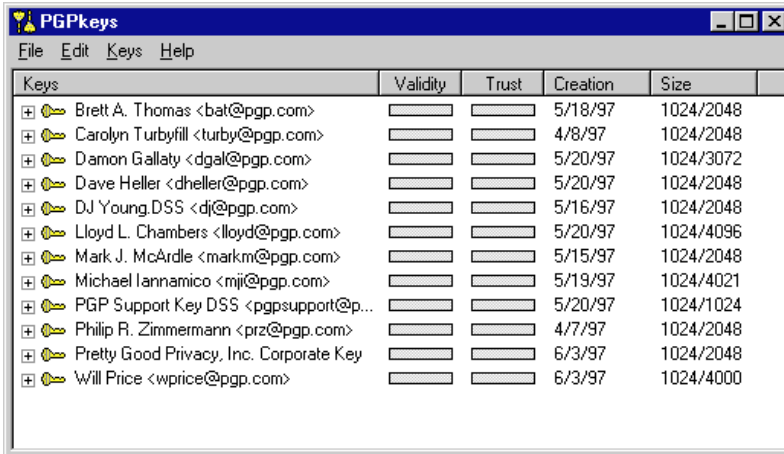 PGPkeys
File Edit Keys Help
Keys Validity Trust Creation Size
Brett A. Thomas <bat@pgp.com> 5/18/97 1024/2048
Carolyn Turbyfill <turby@pgp.com> 4/8/97 1024/2048
Damon Gallaty <dgal@pgp.com> 5/20/97 1024/3072
Dave Heller <dheller@pgp.com> 5/20/97 1024/2048
DJ Young.DSS <dj@pgp.com> 5/16/97 1024/2048
Lloyd L. Chambers <lloyd@pgp.com> 5/20/97 1024/4096
Mark J. McArdle <markm@pgp.com> 5/15/97 1024/2048
Michael Iannamico <mji@pgp.com> 5/19/97 1024/4021
PGP Support Key DSS <pgpsupport@p... 5/20/97 1024/1024
Philip R. Zimmermann <prz@pgp.com> 4/7/97 1024/2048
Pretty Good Privacy, Inc. Corporate Key 6/3/97 1024/2048
Will Price <wprice@pgp.com> 6/3/97 1024/4000